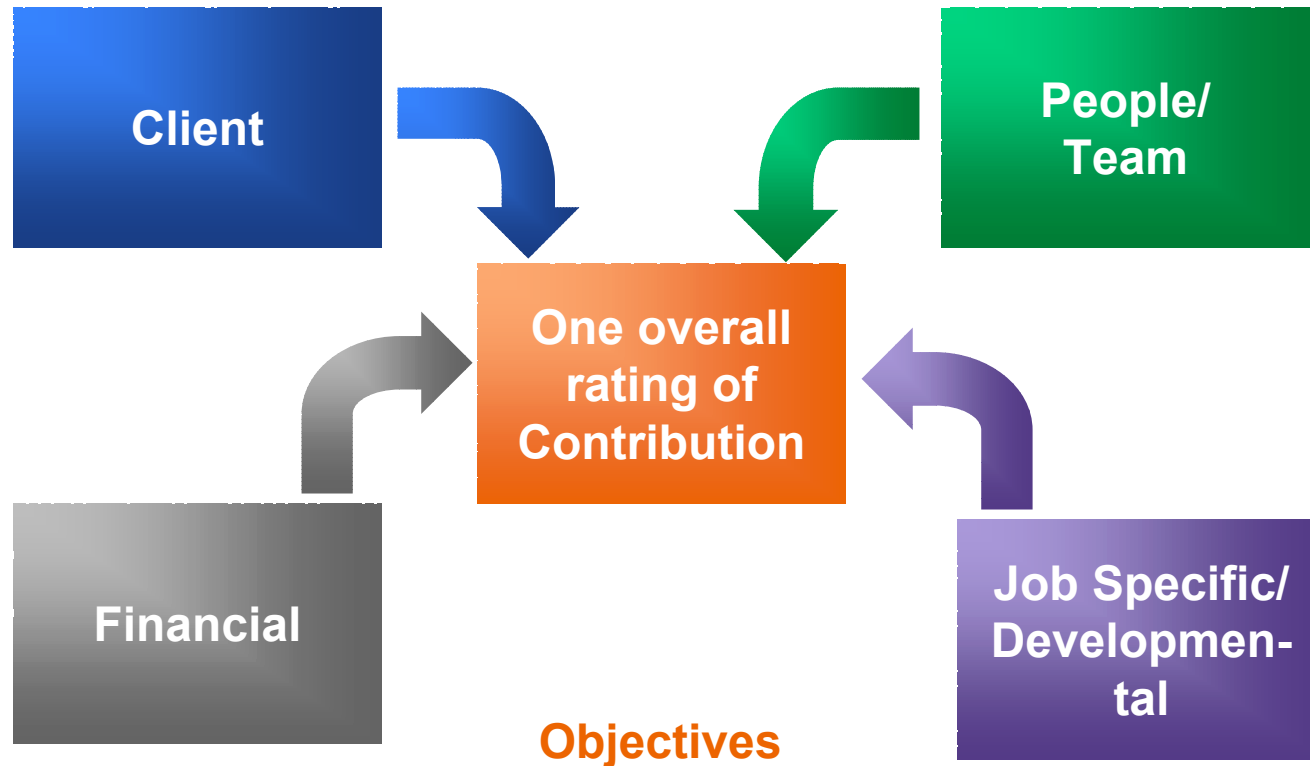 Client
People/
Team
One overall
rating of
Contribution
Financial
Job Specific/
Developmen-
tal
Objectives